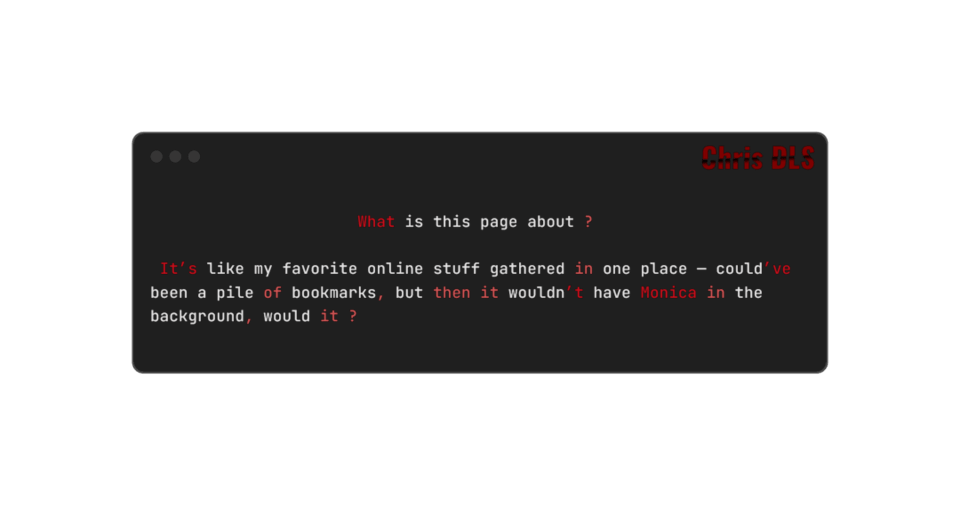 Chris DLS
What is this page about ?
It’s like my favorite online stuff gathered in one place — could’ve
been a pile of bookmarks, but then it wouldn’t have Monica in the
background, would it ?